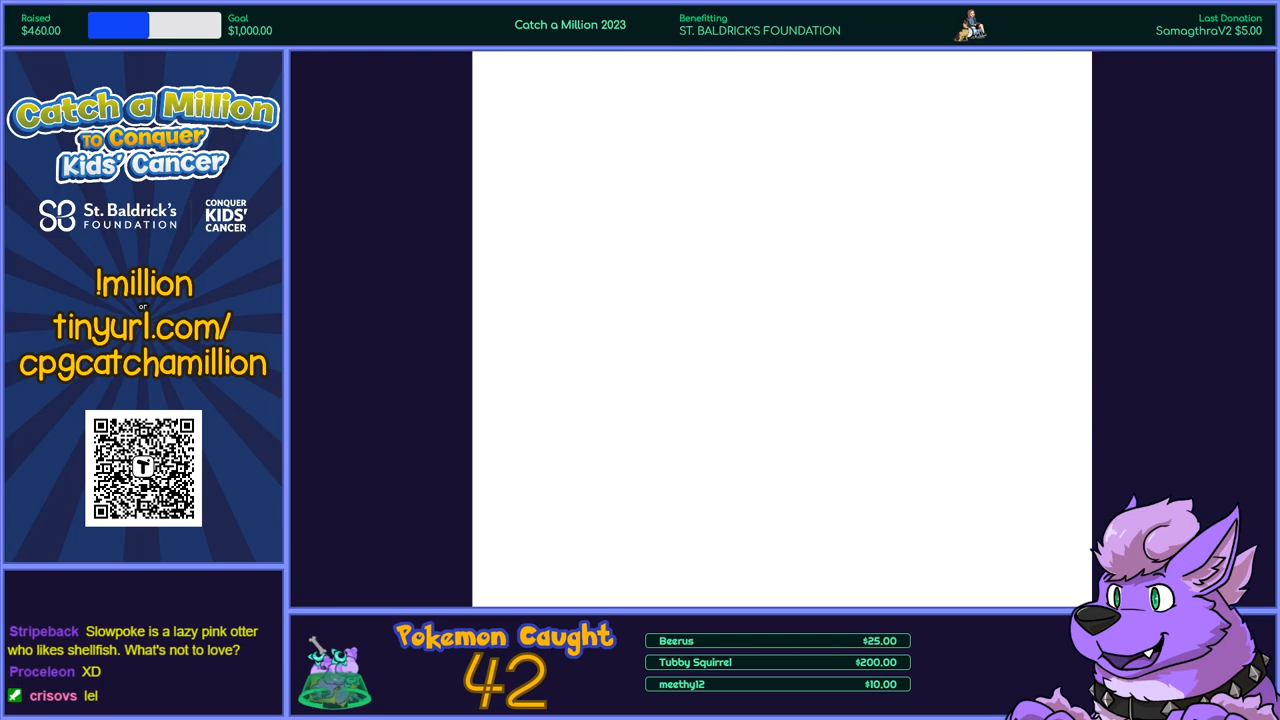 Raised
$460.00
Goal
$1,000.00
Catch a Million 2023
Benefitting
ST. BALDRICK'S FOUNDATION
Last Donation
SamagthraV2 $5.00
Catch a Million
TO Conquer
Kids' Cancer
SB St. Baldrick's
FOUNDATION
CONQUER
KIDS'
CANCER
!million
or
tinyurl.com/
cpgcatchamillion
T
Stripeback Slowpoke is a lazy pink otter
who likes shellfish. What's not to love?
Proceleon XD
crisovs lel
Pokemon Caught
42
Beerus $25.00
Tubby Squirrel $200.00
meethy12 $10.00